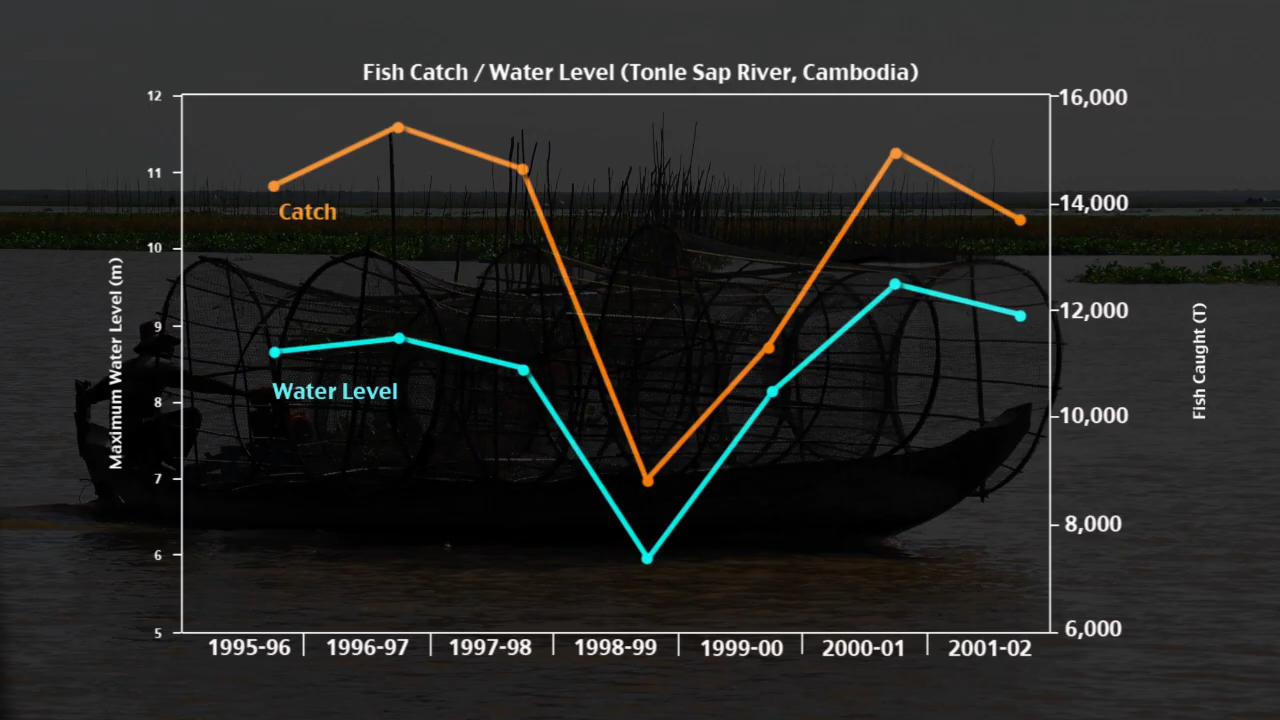 Fish Catch / Water Level (Tonle Sap River, Cambodia)
12
11
10
9
8
7
6
5
Maximum Water Level (m)
Catch
Water Level
16,000
14,000
12,000
10,000
8,000
6,000
Fish Caught (T)
1995-96 | 1996-97 | 1997-98 | 1998-99 | 1999-00 | 2000-01 | 2001-02